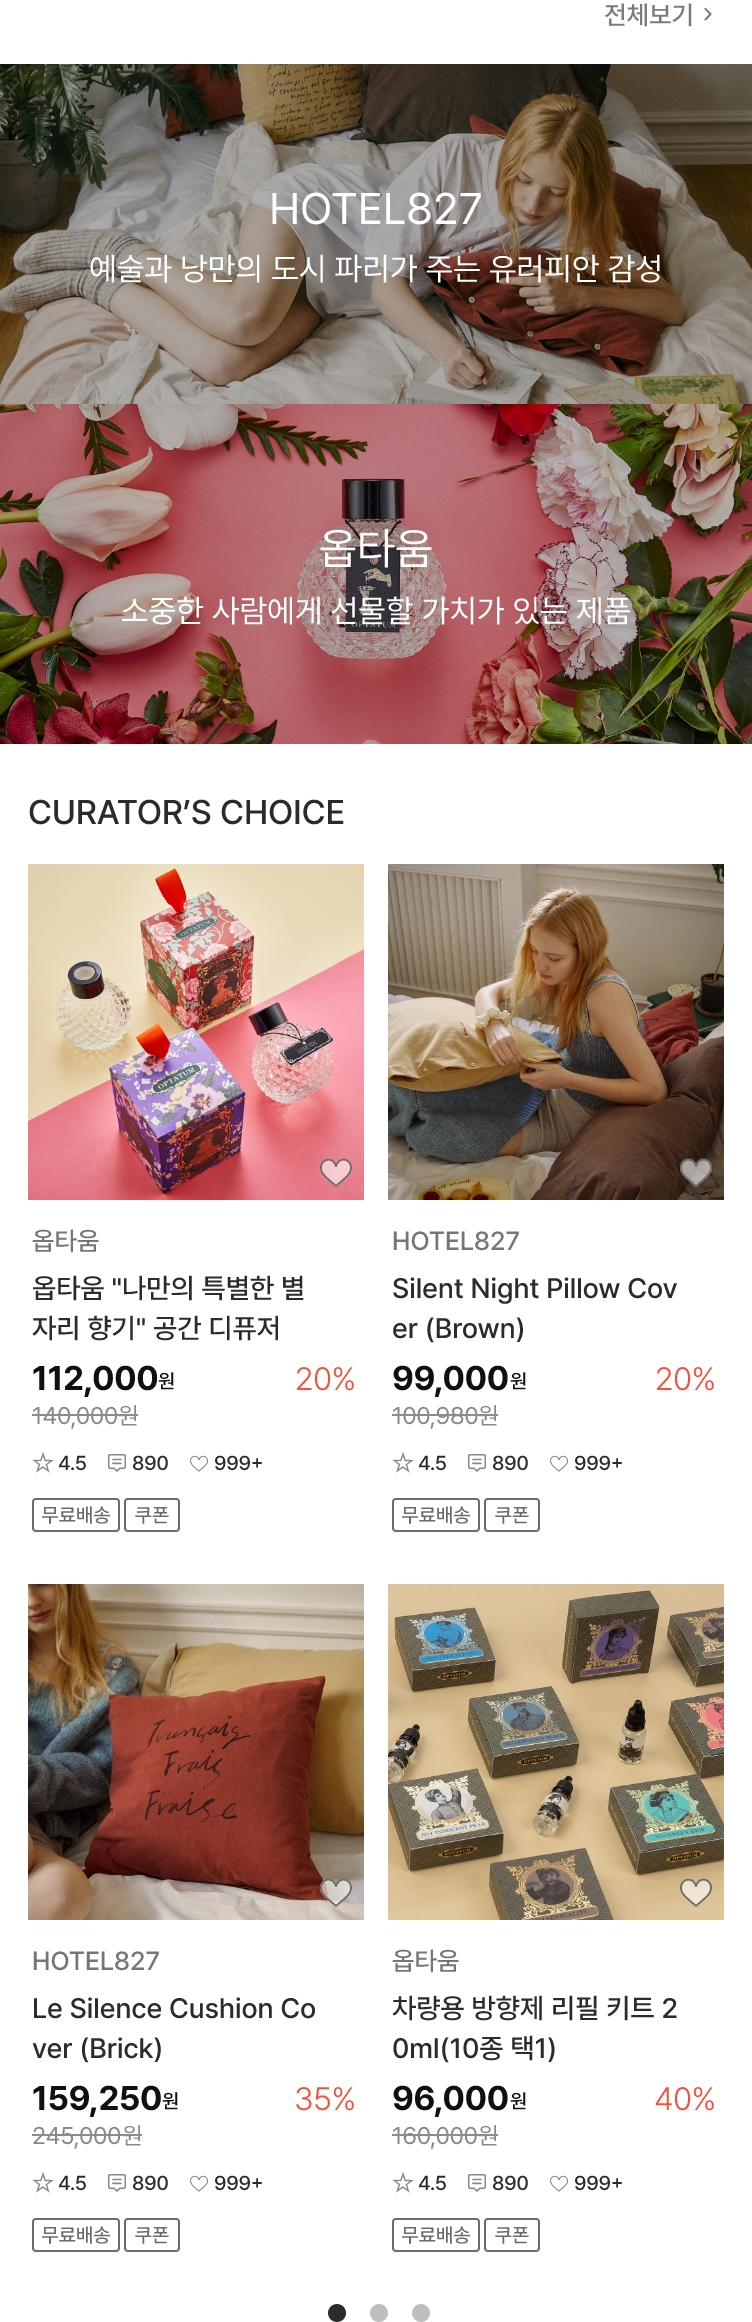 전체보기
HOTEL827
예술과 낭만의 도시 파리가 주는 유러피안 감성
옵타움
소중한 사람에게 선물할 가치가 있는 제품
CURATOR’S CHOICE
OPTATUM
OPTATUM
옵타움
옵타움 "나만의 특별한 별
자리 향기" 공간 디퓨저
112,000원 20%
140,000원
4.5 890 999+
무료배송 쿠폰
HOTEL827
Silent Night Pillow Cov
er (Brown)
99,000원 20%
100,980원
4.5 890 999+
무료배송 쿠폰
Français
Frais
Fraise
HOTEL827
Le Silence Cushion Co
ver (Brick)
159,250원 35%
245,000원
4.5 890 999+
무료배송 쿠폰
옵타움
차량용 방향제 리필 키트 2
0ml(10종 택1)
96,000원 40%
160,000원
4.5 890 999+
무료배송 쿠폰